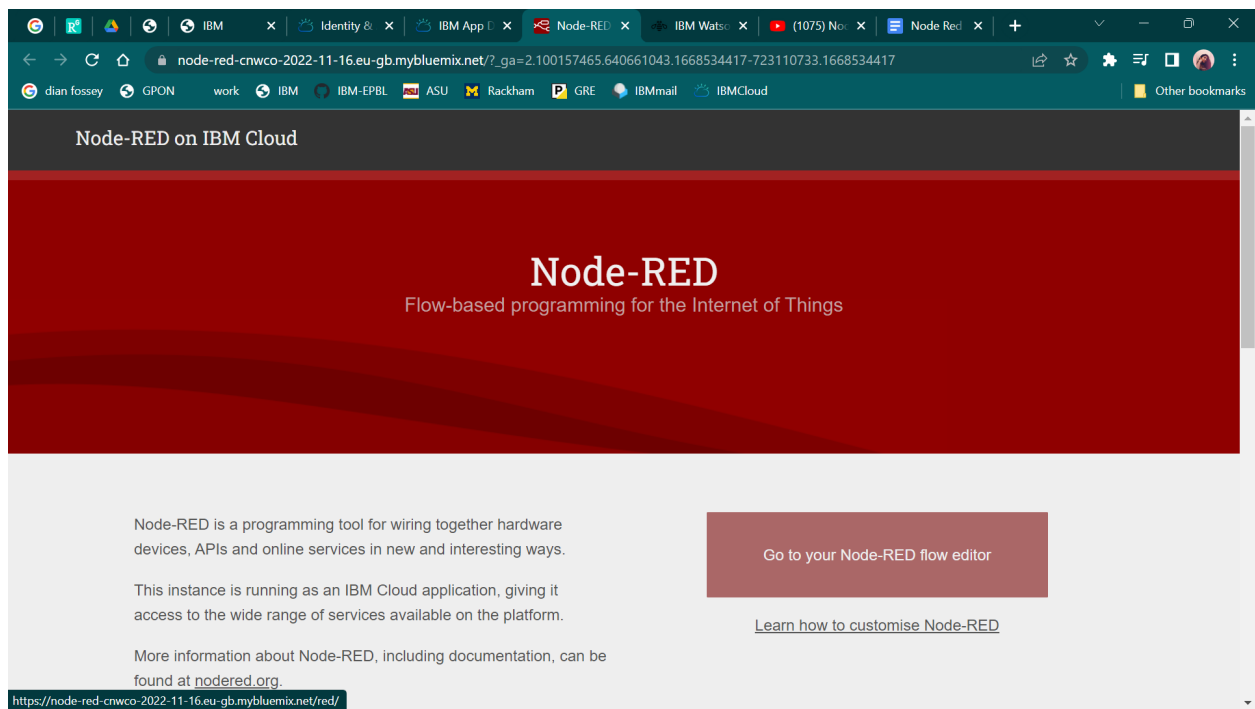 IBM
Identity &
IBM App D
Node-RED
IBM Watso
(1075) Noc
Node Red
node-red-cnwco-2022-11-16.eu-gb.mybluemix.net/?_ga=2.100157465.640661043.1668534417-723110733.1668534417
dian fossey GPON work IBM IBM-EPBL ASU Rackham GRE IBMmail IBMCloud Other bookmarks
Node-RED on IBM Cloud
Node-RED
Flow-based programming for the Internet of Things
Node-RED is a programming tool for wiring together hardware
devices, APIs and online services in new and interesting ways.
This instance is running as an IBM Cloud application, giving it
access to the wide range of services available on the platform.
More information about Node-RED, including documentation, can be
found at nodered.org.
Go to your Node-RED flow editor
Learn how to customise Node-RED
https://node-red-cnwco-2022-11-16.eu-gb.mybluemix.net/red/